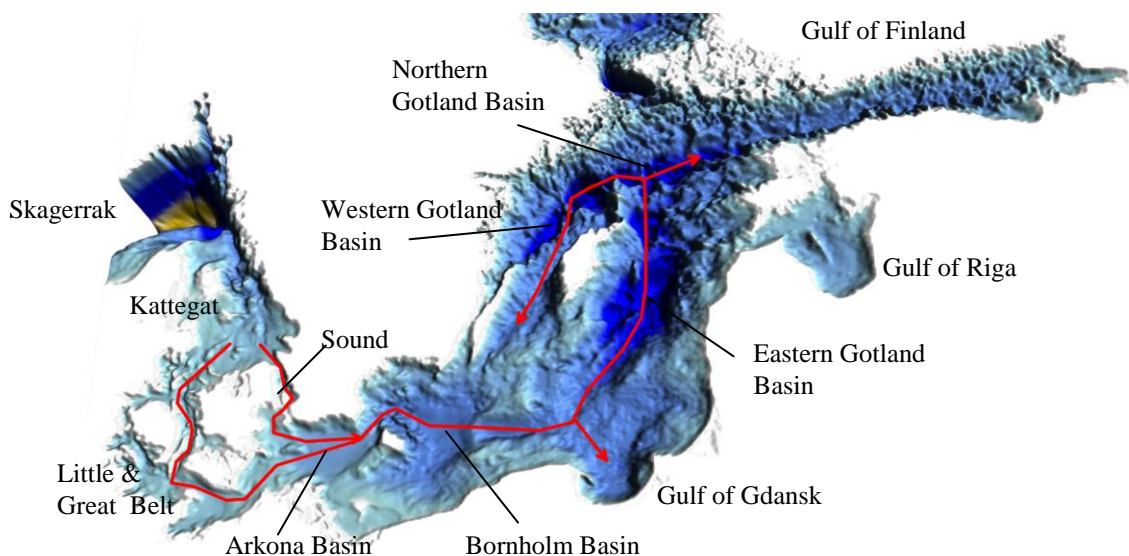 Gulf of Finland
Northern
Gotland Basin
Skagerrak
Western Gotland
Basin
Gulf of Riga
Kattegat
Sound
Eastern Gotland
Basin
Little &
Great Belt
Gulf of Gdansk
Arkona Basin
Bornholm Basin